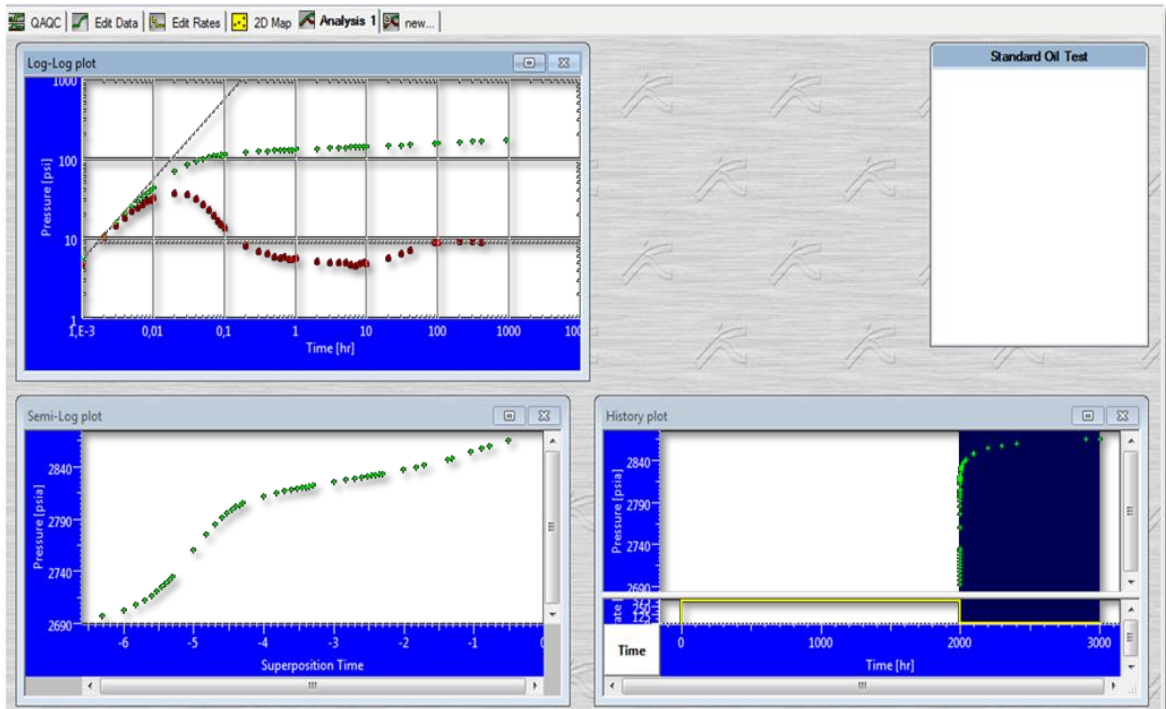 QAQC Edit Data Edit Rates 2D Map Analysis 1 new...
Log-Log plot
Standard Oil Test
1000
100
10
1
Pressure [psi]
1,E-3 0,01 0,1 1 10 100 1000
Time [hr]
Semi-Log plot
2840
2790
2740
2690
Pressure [psia]
-6 -5 -4 -3 -2 -1 0
Superposition Time
History plot
2840
2790
2740
2690
Pressure [psia]
Time
0 1000 2000 3000
Time [hr]